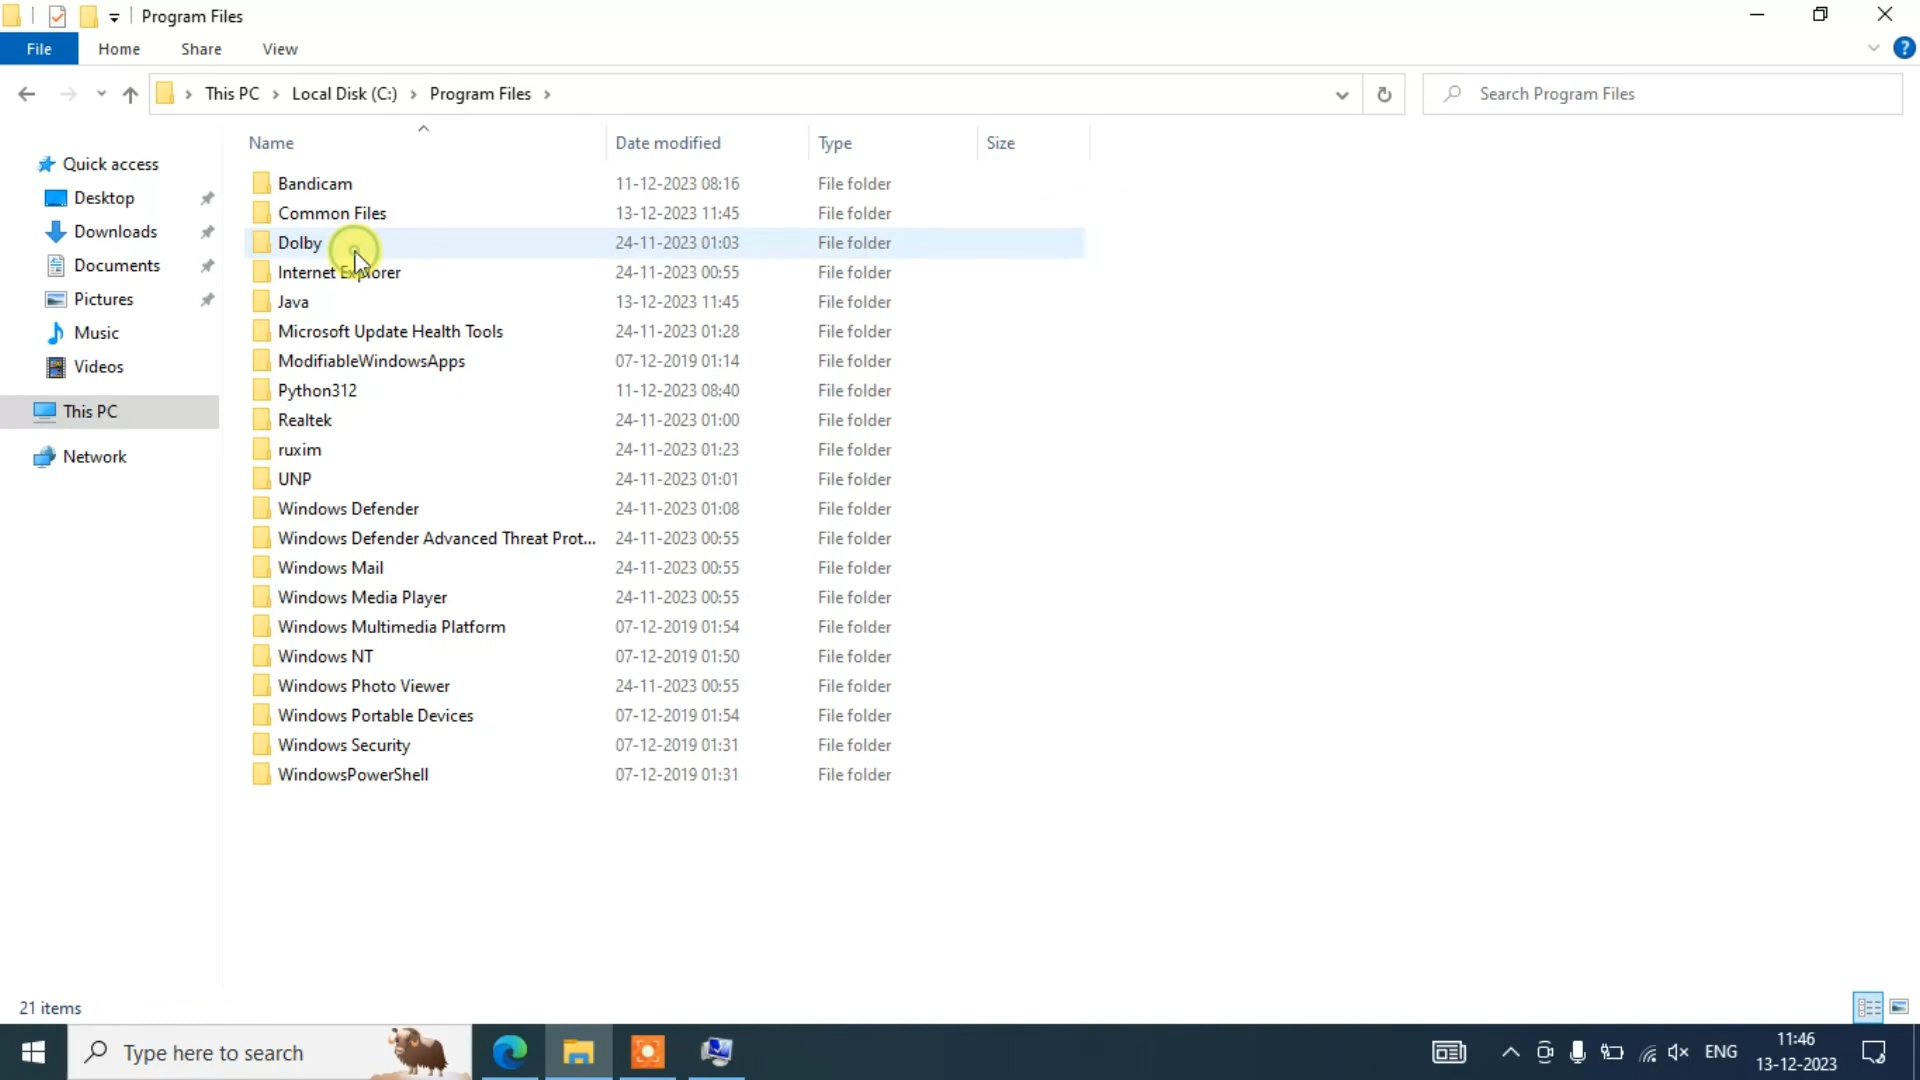 Program Files
File Home Share View
?
This PC Local Disk (C:) Program Files
Search Program Files
Name Date modified Type Size
Quick access
Desktop
Downloads
Documents
Pictures
Music
Videos
This PC
Network
Bandicam 11-12-2023 08:16 File folder
Common Files 13-12-2023 11:45 File folder
Dolby 24-11-2023 01:03 File folder
Internet Explorer 24-11-2023 00:55 File folder
Java 13-12-2023 11:45 File folder
Microsoft Update Health Tools 24-11-2023 01:28 File folder
ModifiableWindowsApps 07-12-2019 01:14 File folder
Python312 11-12-2023 08:40 File folder
Realtek 24-11-2023 01:00 File folder
ruxim 24-11-2023 01:23 File folder
UNP 24-11-2023 01:01 File folder
Windows Defender 24-11-2023 01:08 File folder
Windows Defender Advanced Threat Prot... 24-11-2023 00:55 File folder
Windows Mail 24-11-2023 00:55 File folder
Windows Media Player 24-11-2023 00:55 File folder
Windows Multimedia Platform 07-12-2019 01:54 File folder
Windows NT 07-12-2019 01:50 File folder
Windows Photo Viewer 24-11-2023 00:55 File folder
Windows Portable Devices 07-12-2019 01:54 File folder
Windows Security 07-12-2019 01:31 File folder
WindowsPowerShell 07-12-2019 01:31 File folder
21 items
Type here to search
ENG
11:46
13-12-2023